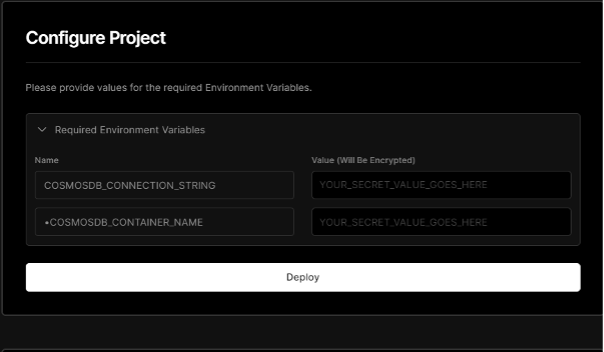 Configure Project
Please provide values for the required Environment Variables.
Required Environment Variables
Name Value (Will Be Encrypted)
COSMOSDB_CONNECTION_STRING YOUR_SECRET_VALUE_GOES_HERE
•COSMOSDB_CONTAINER_NAME YOUR_SECRET_VALUE_GOES_HERE
Deploy